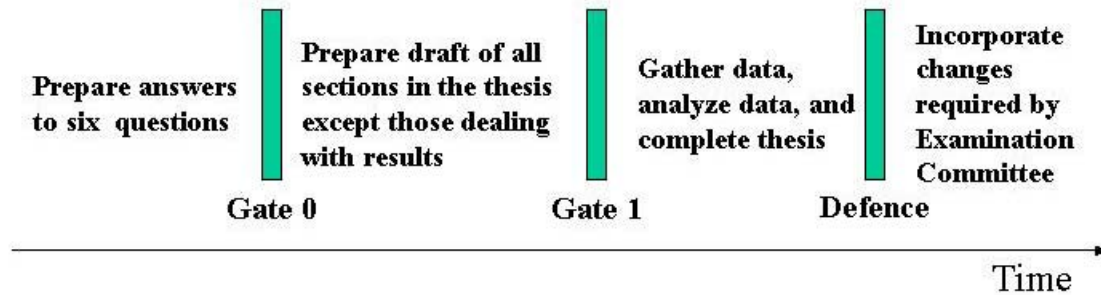 Prepare answers
to six questions
Prepare draft of all
sections in the thesis
except those dealing
with results
Gather data,
analyze data, and
complete thesis
Incorporate
changes
required by
Examination
Committee
Gate 0
Gate 1
Defence
Time